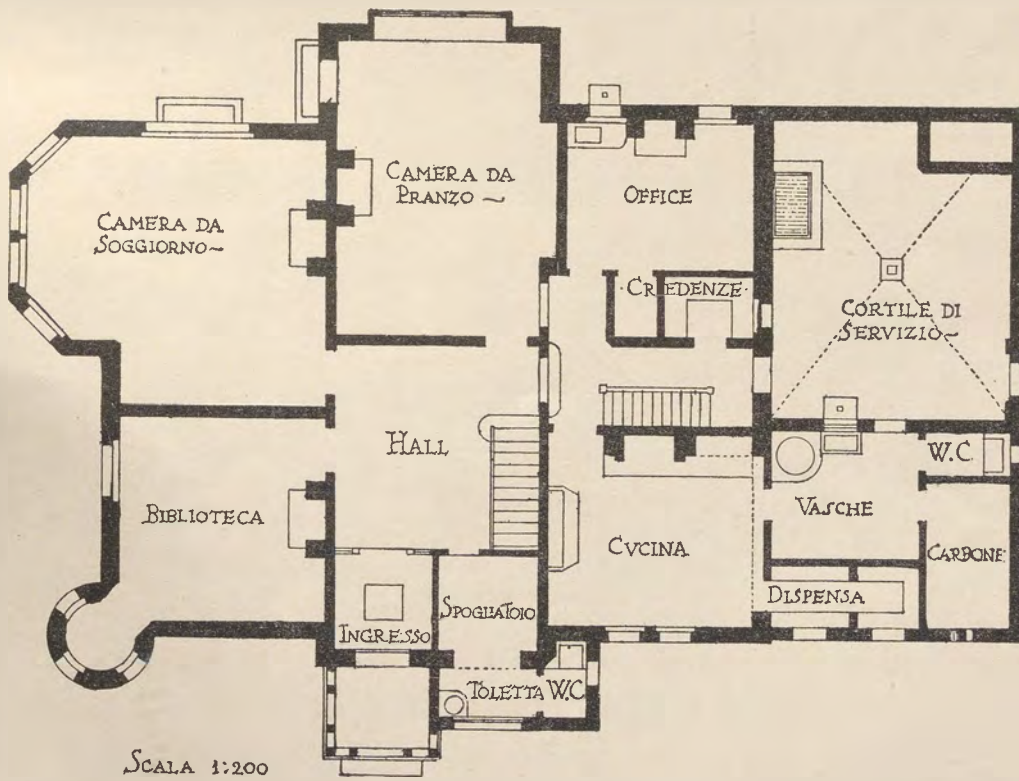 CAMERA DA
PRANZO ~
OFFICE
CAMERA DA
SOGGIORNO ~
CREDENZE
CORTILE DI
SERVIZIO ~
HALL
W.C.
VASCHE
BIBLIOTECA
CVCINA
CARBONE
DISPENSA
SPOGLIATOIO
INGRESSO
TOLETTA W.C.
SCALA 1:200